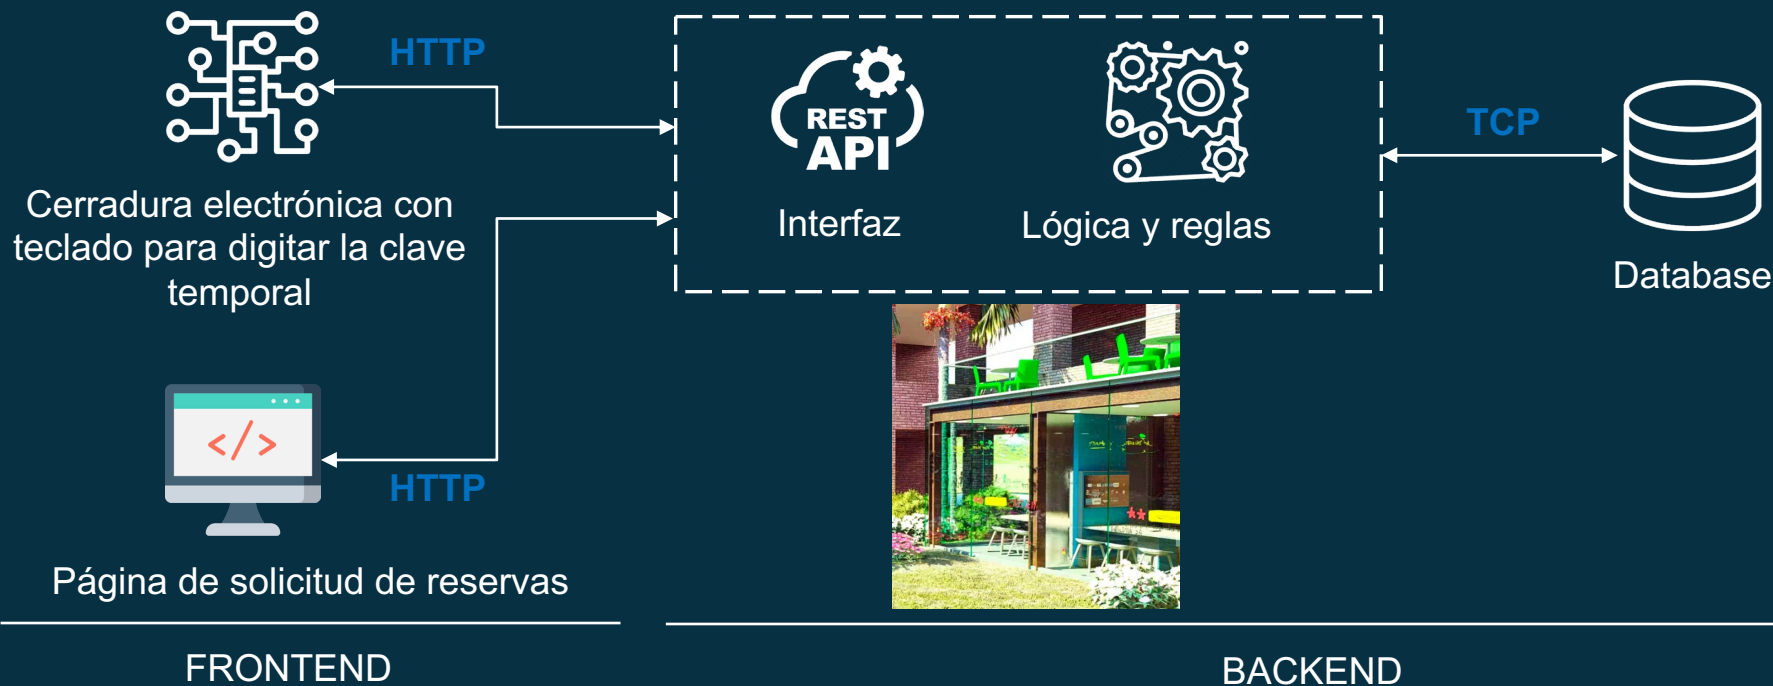 HTTP
REST
API
TCP
Cerradura electrónica con
teclado para digitar la clave
temporal
Interfaz
Lógica y reglas
Database
</>
HTTP
Página de solicitud de reservas
FRONTEND
BACKEND